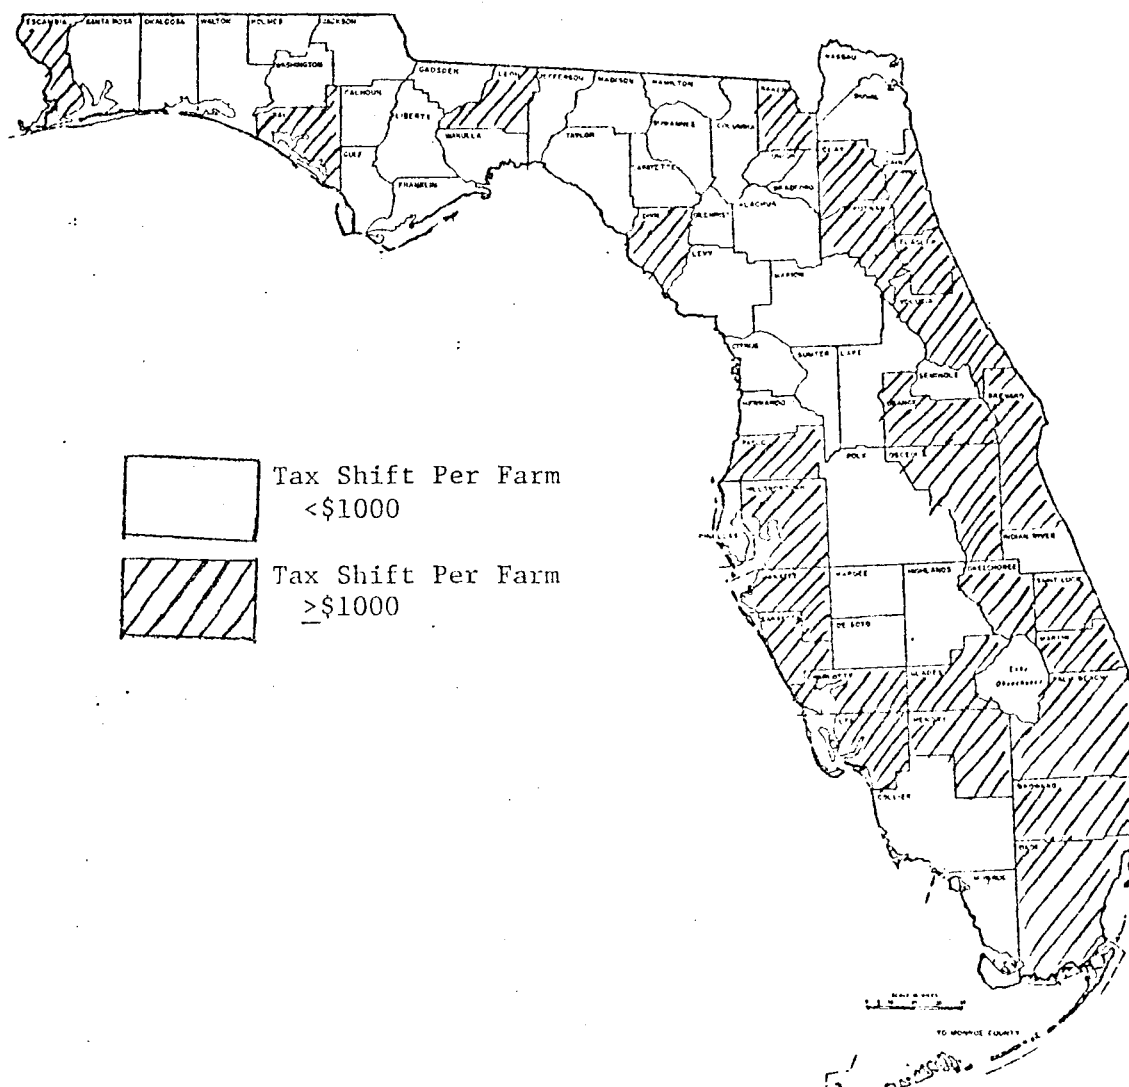 ESCAMBIA SANTA ROSA OKALOOSA WALTON HOLMES JACKSON
WASHINGTON
CALHOUN
GADSDEN
LEON
JEFFERSON
MADISON
HAMILTON
LIBERTY
WAKULLA
GULF
FRANKLIN
TAYLOR
SUWANNEE
COLUMBIA
LAFAYETTE
DIXIE
GILCHRIST
BAKER
NASSAU
DUVAL
UNION
BRADFORD
CLAY
ALACHUA
PUTNAM
FLAGLER
LEVY
MARION
VOLUSIA
CITRUS
SUMTER
LAKE
SEMINOLE
ORANGE
BREVARD
HERNANDO
PASCO
POLK
OSCEOLA
HILLSBOROUGH
PINELLAS
INDIAN RIVER
MANATEE
HARDEE
HIGHLANDS
OKEECHOBEE
SAINT LUCIE
SARASOTA
DE SOTO
MARTIN
CHARLOTTE
GLADES
Lake
Okeechobee
PALM BEACH
LEE
HENDRY
COLLIER
BROWARD
DADE
MONROE
Tax Shift Per Farm
<$1000
Tax Shift Per Farm
≥$1000
SCALE IN MILES
TO MONROE COUNTY